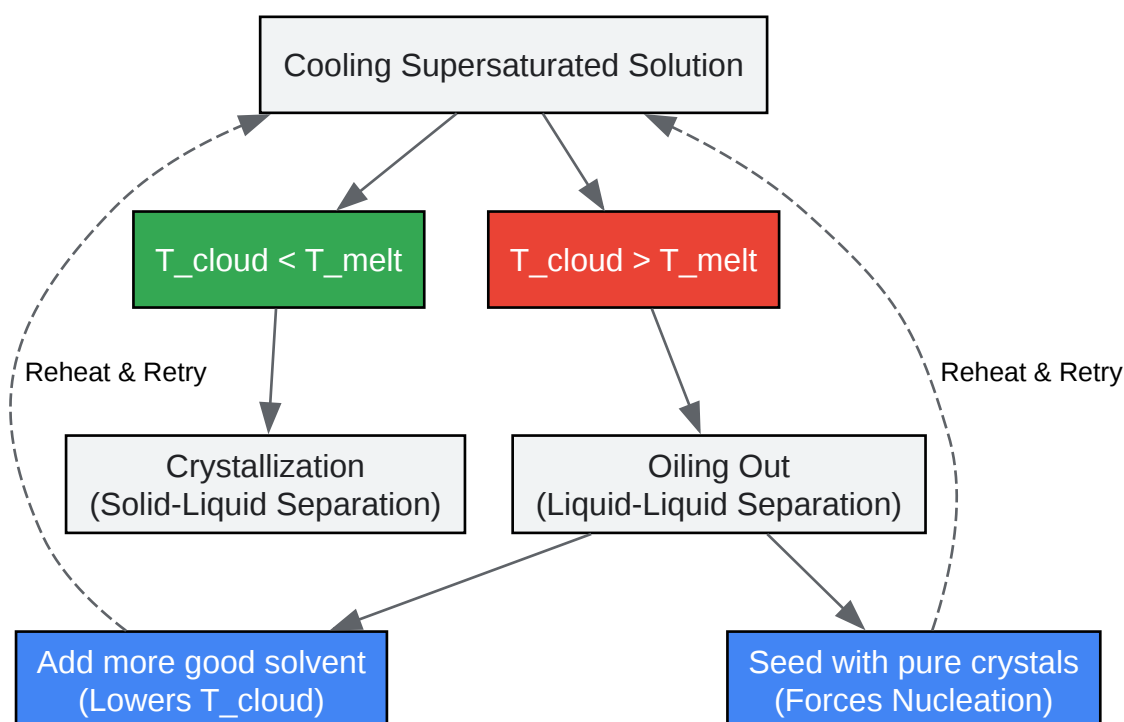 Cooling Supersaturated Solution
T_cloud < T_melt
T_cloud > T_melt
Reheat & Retry
Reheat & Retry
Crystallization
(Solid-Liquid Separation)
Oiling Out
(Liquid-Liquid Separation)
Add more good solvent
(Lowers T_cloud)
Seed with pure crystals
(Forces Nucleation)